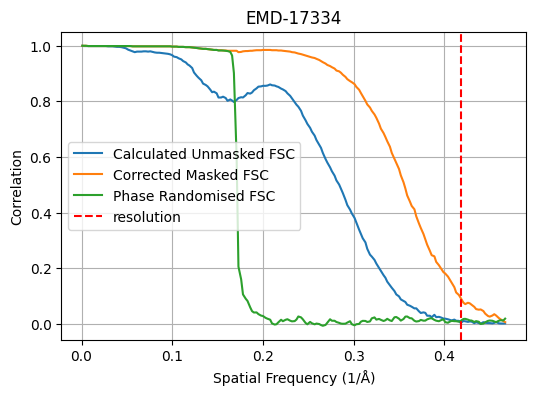 EMD-17334
1.0
0.8
0.6
0.4
0.2
0.0
Correlation
Calculated Unmasked FSC
Corrected Masked FSC
Phase Randomised FSC
resolution
0.0 0.1 0.2 0.3 0.4
Spatial Frequency (1/Å)